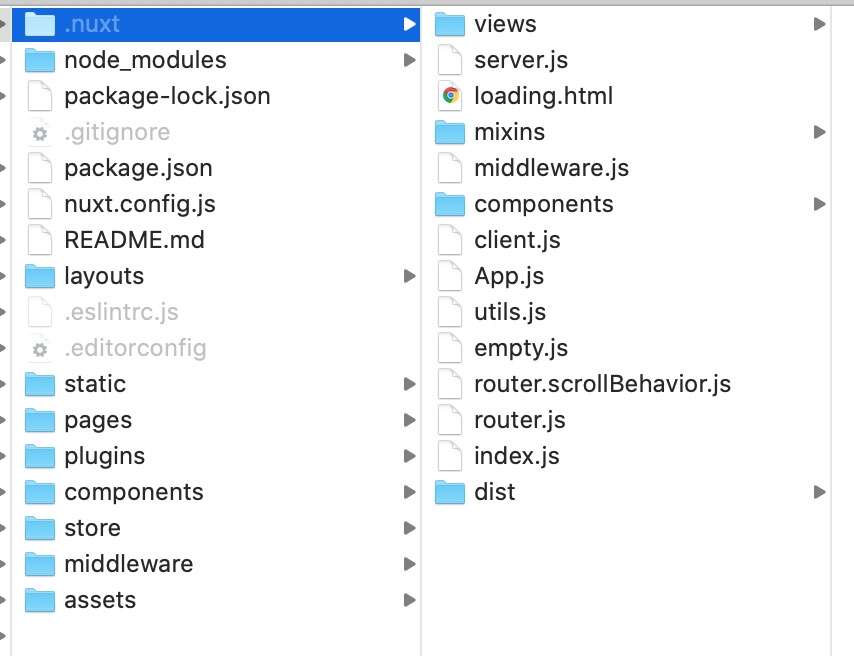 .nuxt
node_modules
package-lock.json
.gitignore
package.json
nuxt.config.js
README.md
layouts
.eslintrc.js
.editorconfig
static
pages
plugins
components
store
middleware
assets
views
server.js
loading.html
mixins
middleware.js
components
client.js
App.js
utils.js
empty.js
router.scrollBehavior.js
router.js
index.js
dist